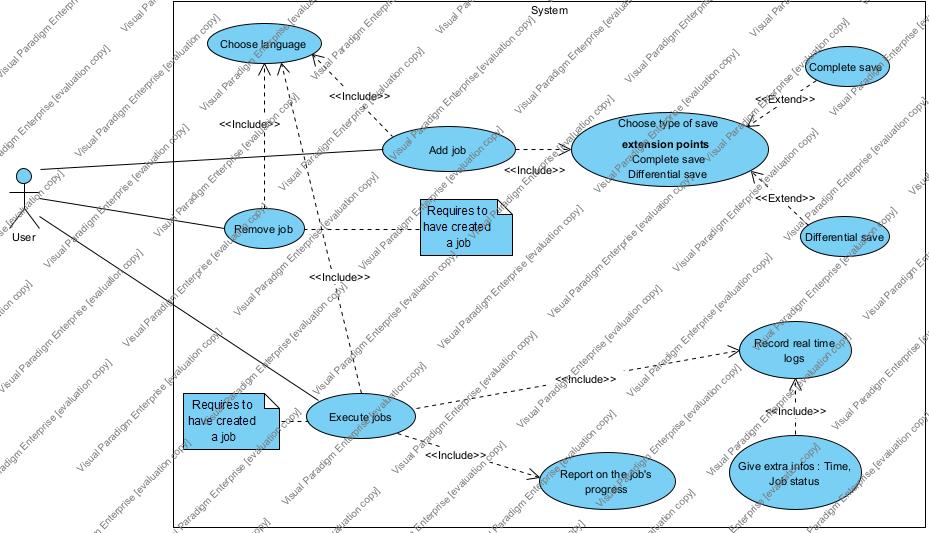 System
Choose language
Complete save
<<Include>>
<<Extend>>
<<Include>>
Choose type of save
extension points
Complete save
Differential save
Add job
<<Include>>
User
<<Extend>>
Remove job
Requires to
have created
a job
Differential save
<<Include>>
Record real time
logs
<<Include>>
Requires to
have created
a job
Execute jobs
<<Include>>
<<Include>>
Report on the job's
progress
Give extra infos : Time,
Job status
Visual Paradigm Enterprise [evaluation copy]